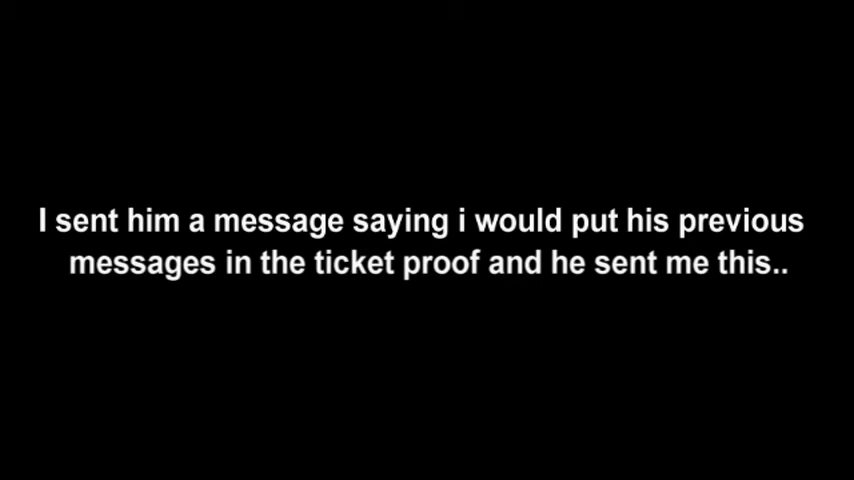 I sent him a message saying i would put his previous
messages in the ticket proof and he sent me this..